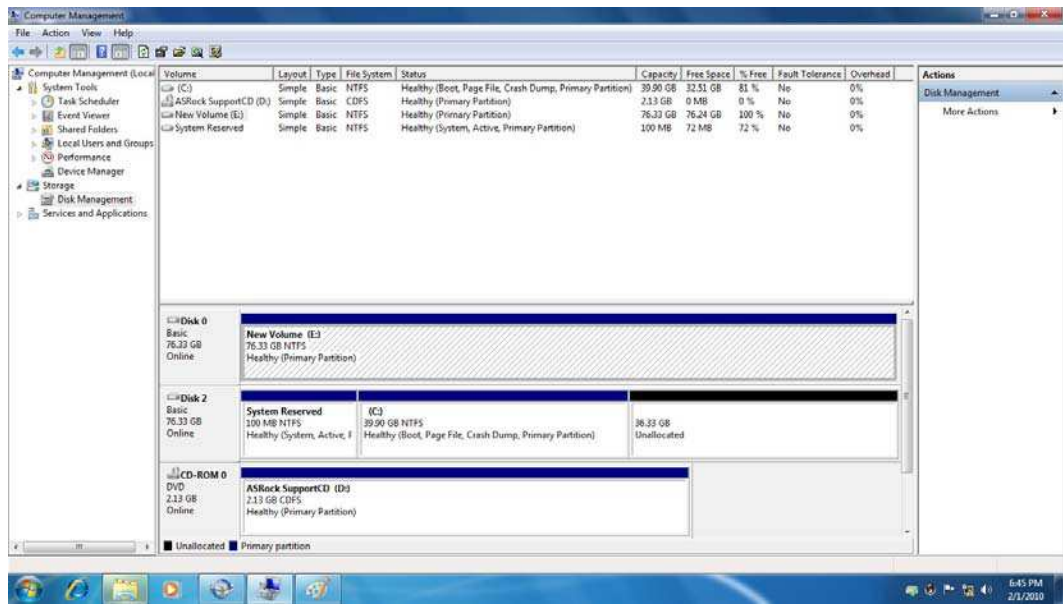 Computer Management
File Action View Help
Computer Management (Local
System Tools
Task Scheduler
Event Viewer
Shared Folders
Local Users and Groups
Performance
Device Manager
Storage
Disk Management
Services and Applications
Volume Layout Type File System Status Capacity Free Space % Free Fault Tolerance Overhead
(C:) Simple Basic NTFS Healthy (Boot, Page File, Crash Dump, Primary Partition) 39.90 GB 32.51 GB 81 % No 0%
ASRock SupportCD (D:) Simple Basic CDFS Healthy (Primary Partition) 2.13 GB 0 MB 0 % No 0%
New Volume (E:) Simple Basic NTFS Healthy (Primary Partition) 76.33 GB 76.24 GB 100 % No 0%
System Reserved Simple Basic NTFS Healthy (System, Active, Primary Partition) 100 MB 72 MB 72 % No 0%
Actions
Disk Management
More Actions
Disk 0
Basic
76.33 GB
Online
New Volume (E:)
76.33 GB NTFS
Healthy (Primary Partition)
Disk 2
Basic
76.33 GB
Online
System Reserved
100 MB NTFS
Healthy (System, Active, F
(C:)
39.90 GB NTFS
Healthy (Boot, Page File, Crash Dump, Primary Partition)
36.33 GB
Unallocated
CD-ROM 0
DVD
2.13 GB
Online
ASRock SupportCD (D:)
2.13 GB CDFS
Healthy (Primary Partition)
Unallocated Primary partition
6:45 PM
2/1/2010